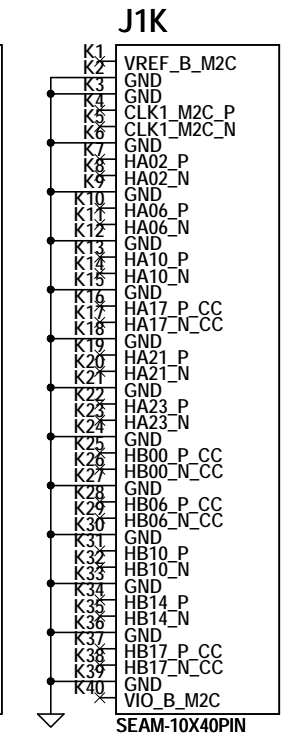 J1K
K1 VREF_B_M2C
K2 GND
K3 GND
K4 CLK1_M2C_P
K5 CLK1_M2C_N
K6 GND
K7 HA02_P
K8 HA02_N
K9 GND
K10 HA06_P
K11 HA06_N
K12 GND
K13 HA10_P
K14 HA10_N
K15 GND
K16 HA17_P_CC
K17 HA17_N_CC
K18 GND
K19 HA21_P
K20 HA21_N
K21 GND
K22 HA23_P
K23 HA23_N
K24 GND
K25 HB00_P_CC
K26 HB00_N_CC
K27 GND
K28 HB06_P_CC
K29 HB06_N_CC
K30 GND
K31 HB10_P
K32 HB10_N
K33 GND
K34 HB14_P
K35 HB14_N
K36 GND
K37 HB17_P_CC
K38 HB17_N_CC
K39 GND
K40 VIO_B_M2C
SEAM-10X40PIN